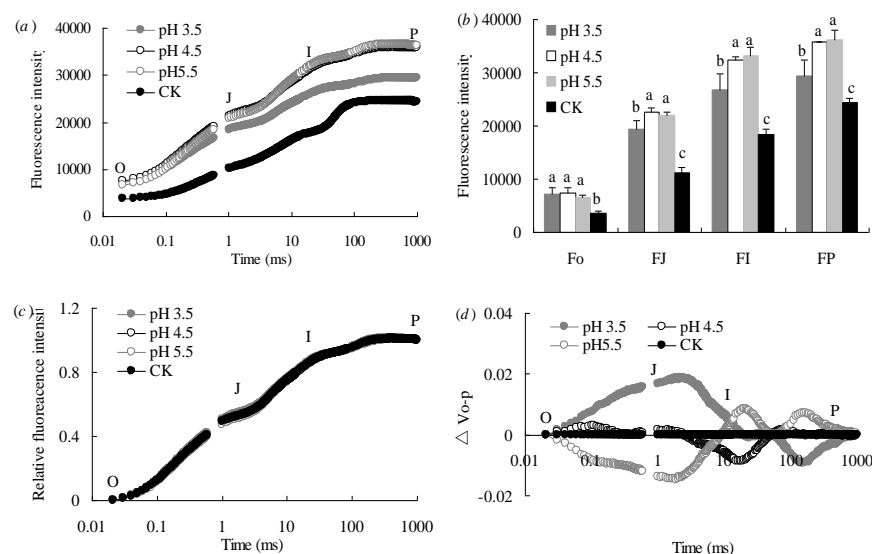 (a)
pH 3.5
pH 4.5
pH5.5
CK
Fluorescence intensity
40000
30000
20000
10000
0
O
J
I
P
0.01 0.1 1 10 100 1000
Time (ms)
(b)
pH 3.5
pH 4.5
pH 5.5
CK
Fluorescence intensity
40000
30000
20000
10000
0
a a a b
b a a c
b a a c
b a a c
Fo FJ FI FP
(c)
pH 3.5
pH 4.5
pH 5.5
CK
Relative fluoreacence intensi
1.2
0.8
0.4
0
O
J
I
P
0.01 0.1 1 10 100 1000
Time (ms)
(d)
pH 3.5 pH 4.5
pH5.5 CK
△ Vo-p
0.04
0.02
0
-0.02
O
J
I
P
0.01 0.1 1 10 100 1000
Time (ms)